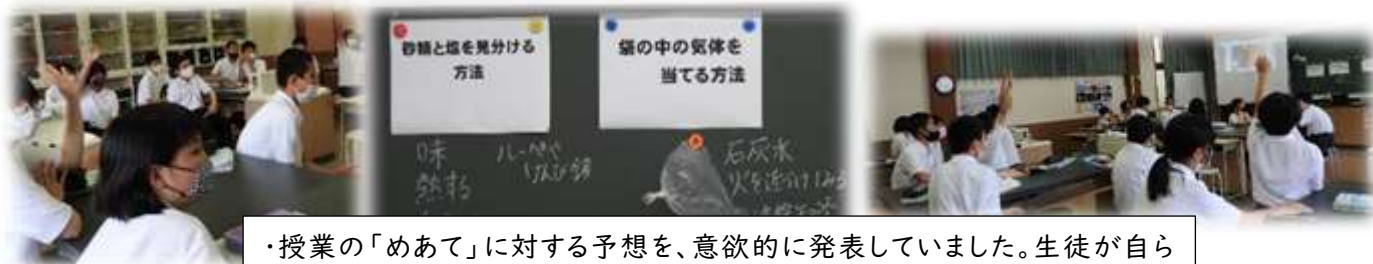 砂糖と塩を見分ける
方法
袋の中の気体を
当てる方法
味
熱する
ルーペや
けんび鏡
石灰水
火を近づけてみる
・授業の「めあて」に対する予想を、意欲的に発表していました。生徒が自ら